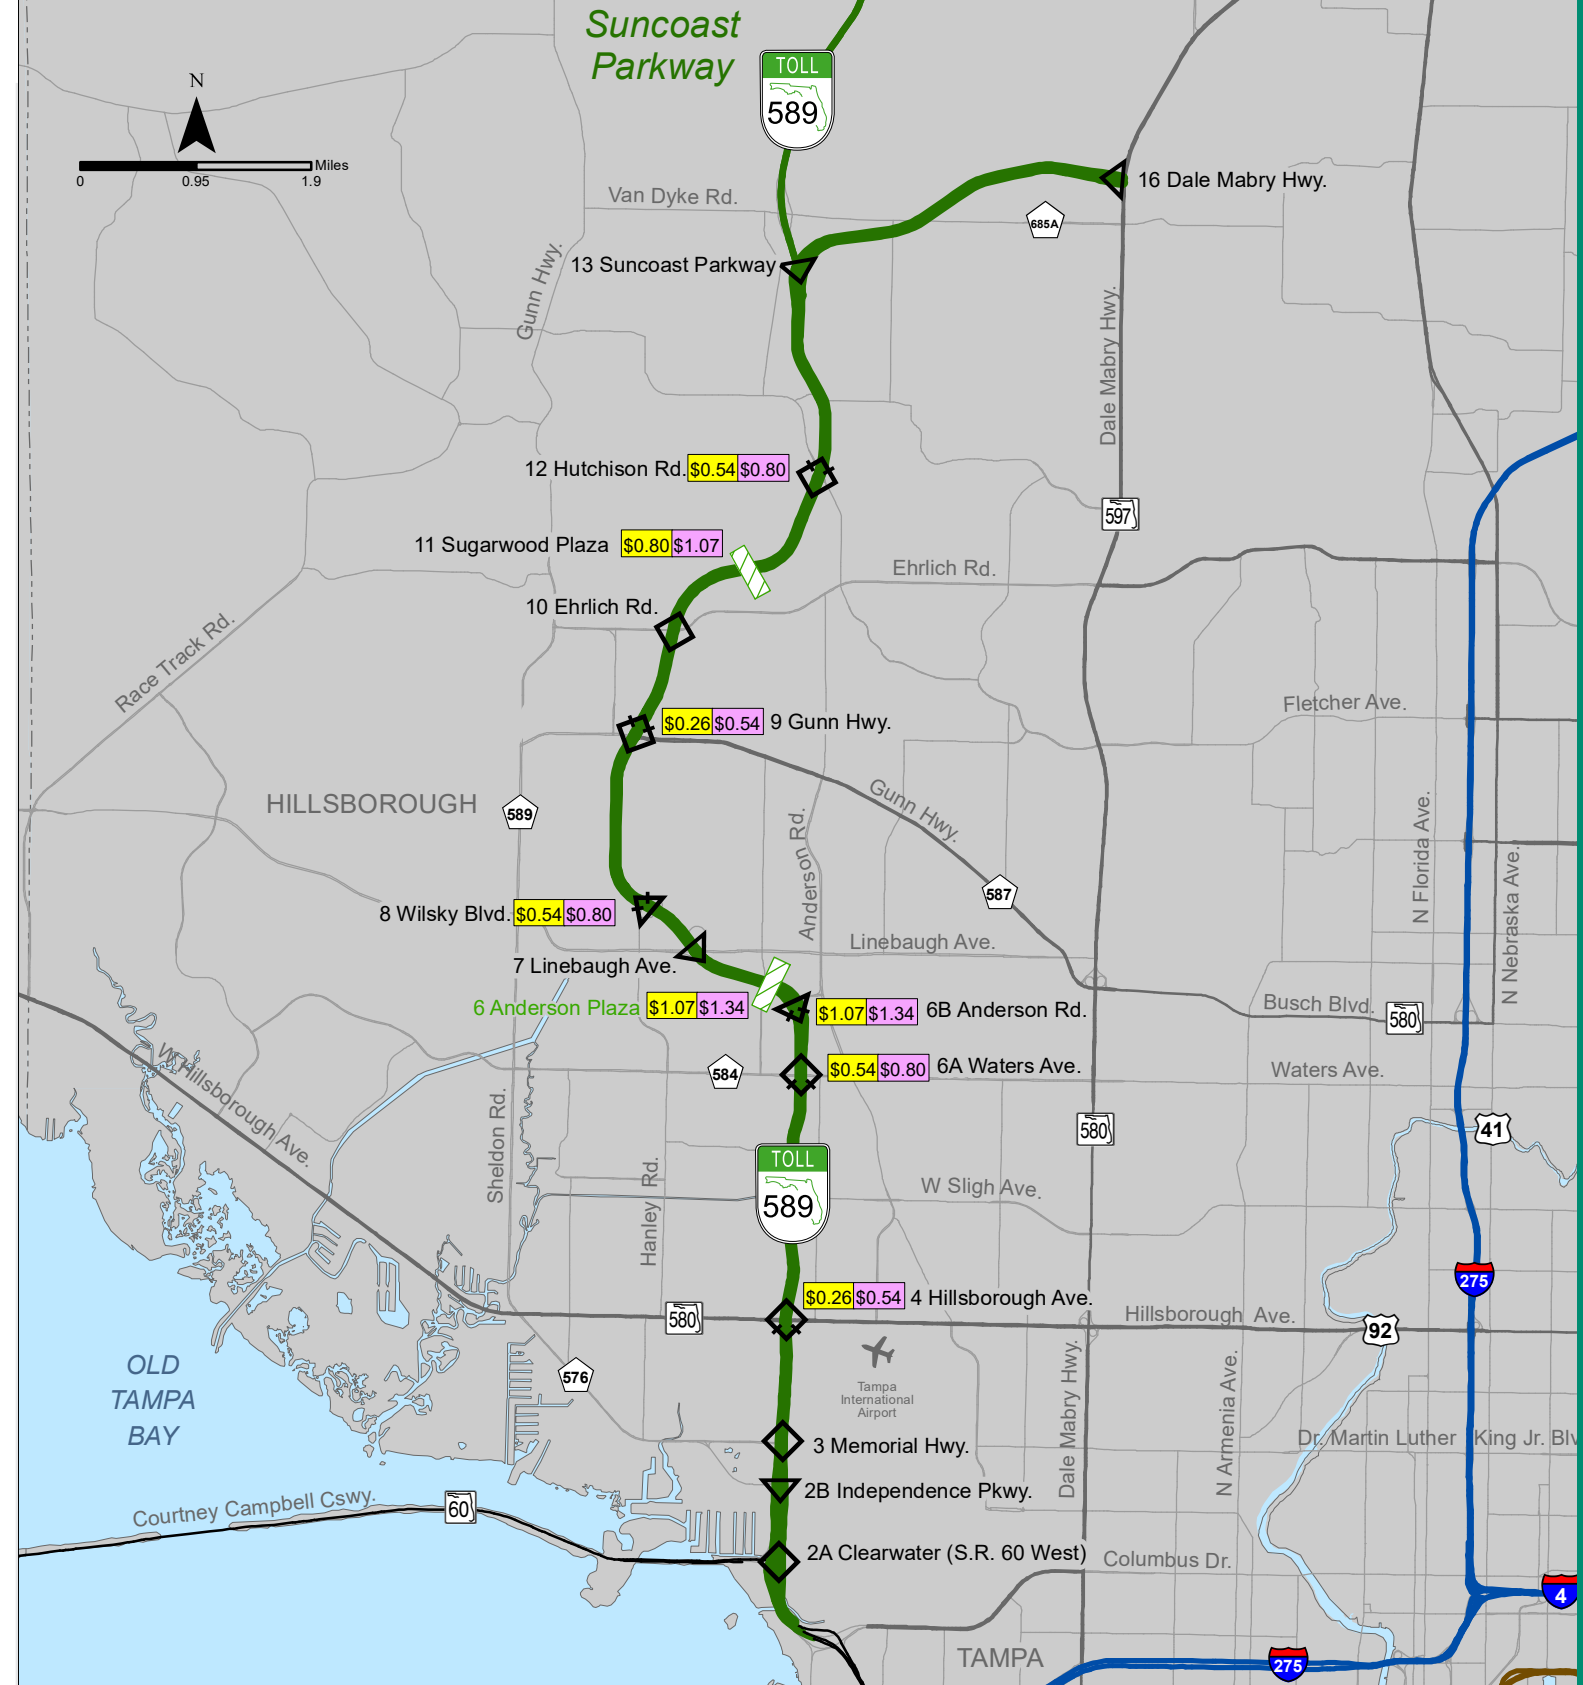 Suncoast
Parkway
TOLL
589
N
Miles
0 0.95 1.9
16 Dale Mabry Hwy.
Van Dyke Rd.
685A
Gunn Hwy.
13 Suncoast Parkway
Dale Mabry Hwy.
12 Hutchison Rd. $0.54 $0.80
597
11 Sugarwood Plaza $0.80 $1.07
Ehrlich Rd.
10 Ehrlich Rd.
Race Track Rd.
Fletcher Ave.
$0.26 $0.54 9 Gunn Hwy.
HILLSBOROUGH
589
Gunn Hwy.
Anderson Rd.
N Florida Ave.
N Nebraska Ave.
587
8 Wilsky Blvd. $0.54 $0.80
Linebaugh Ave.
7 Linebaugh Ave.
6 Anderson Plaza $1.07 $1.34
$1.07 $1.34 6B Anderson Rd.
Busch Blvd.
580
584
$0.54 $0.80 6A Waters Ave.
Waters Ave.
W Hillsborough Ave.
Sheldon Rd.
580
41
TOLL
589
Hanley Rd.
W Sligh Ave.
275
$0.26 $0.54 4 Hillsborough Ave.
580
Hillsborough Ave.
92
OLD
TAMPA
BAY
576
Tampa
International
Airport
Dale Mabry Hwy.
N Armenia Ave.
3 Memorial Hwy.
Dr. Martin Luther King Jr. Blv
2B Independence Pkwy.
Courtney Campbell Cswy.
60
2A Clearwater (S.R. 60 West)
Columbus Dr.
4
TAMPA
275